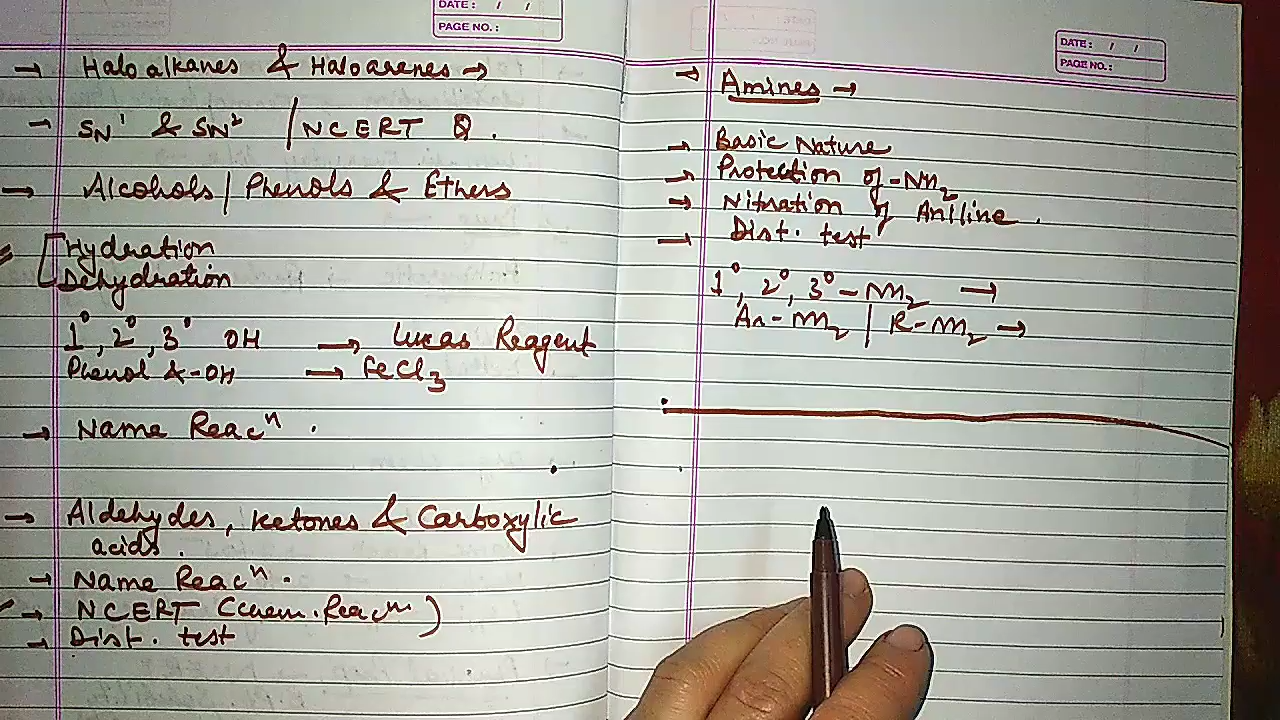 DATE: / /
PAGE NO.:
→ Haloalkanes & Haloarenes →
→ SN¹ & SN² / NCERT Q.
→ Alcohols / Phenols & Ethers
Hydration
Dehydration
1°, 2°, 3° OH → Lucas Reagent
Phenol & -OH → FeCl₃
→ Name Reacⁿ .
→ Aldehydes, Ketones & Carboxylic
acids.
→ Name Reacⁿ .
→ NCERT (Chem. Reacⁿ)
→ Dist. test
DATE: / /
PAGE NO.:
→ Amines →
→ Basic Nature
→ Protection of -NH₂
→ Nitration of Aniline.
→ Dist. test
1°, 2°, 3° - NH₂ →
Ar - NH₂ | R - NH₂ →